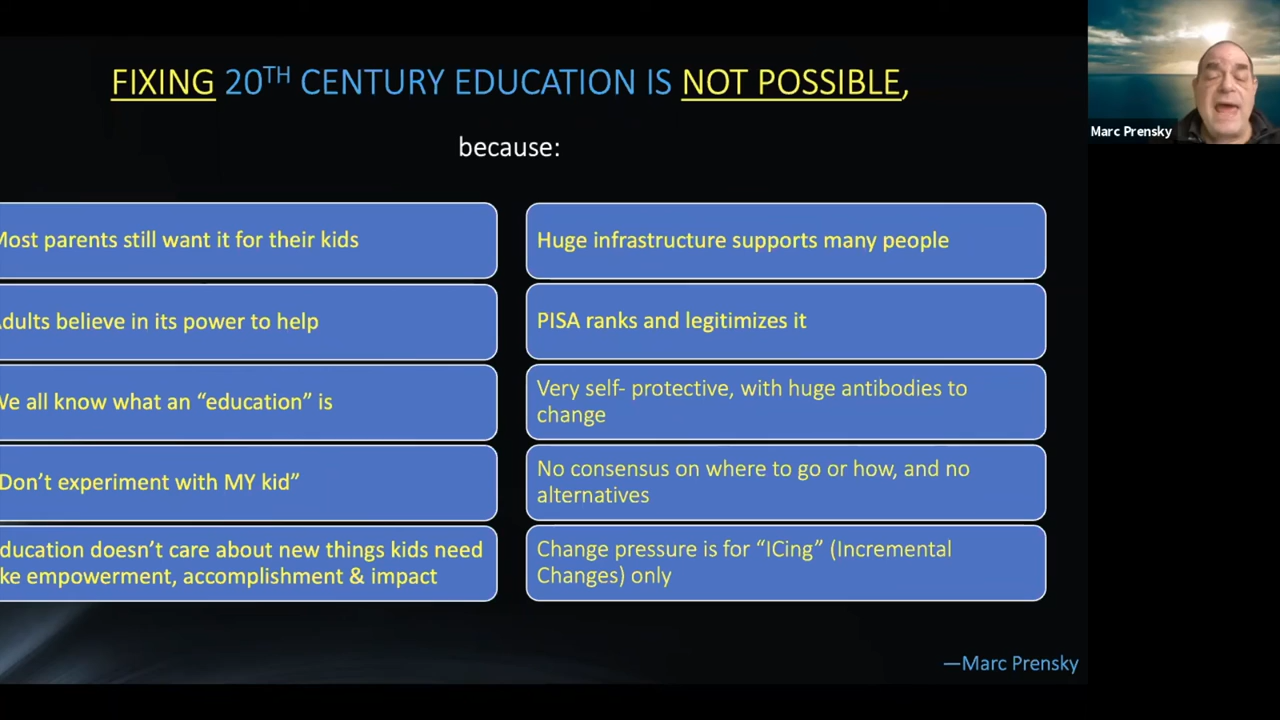 FIXING 20TH CENTURY EDUCATION IS NOT POSSIBLE,
because:
Most parents still want it for their kids
Adults believe in its power to help
We all know what an “education” is
Don’t experiment with MY kid”
ducation doesn’t care about new things kids need
ke empowerment, accomplishment & impact
Huge infrastructure supports many people
PISA ranks and legitimizes it
Very self- protective, with huge antibodies to
change
No consensus on where to go or how, and no
alternatives
Change pressure is for “ICing” (Incremental
Changes) only
—Marc Prensky
Marc Prensky